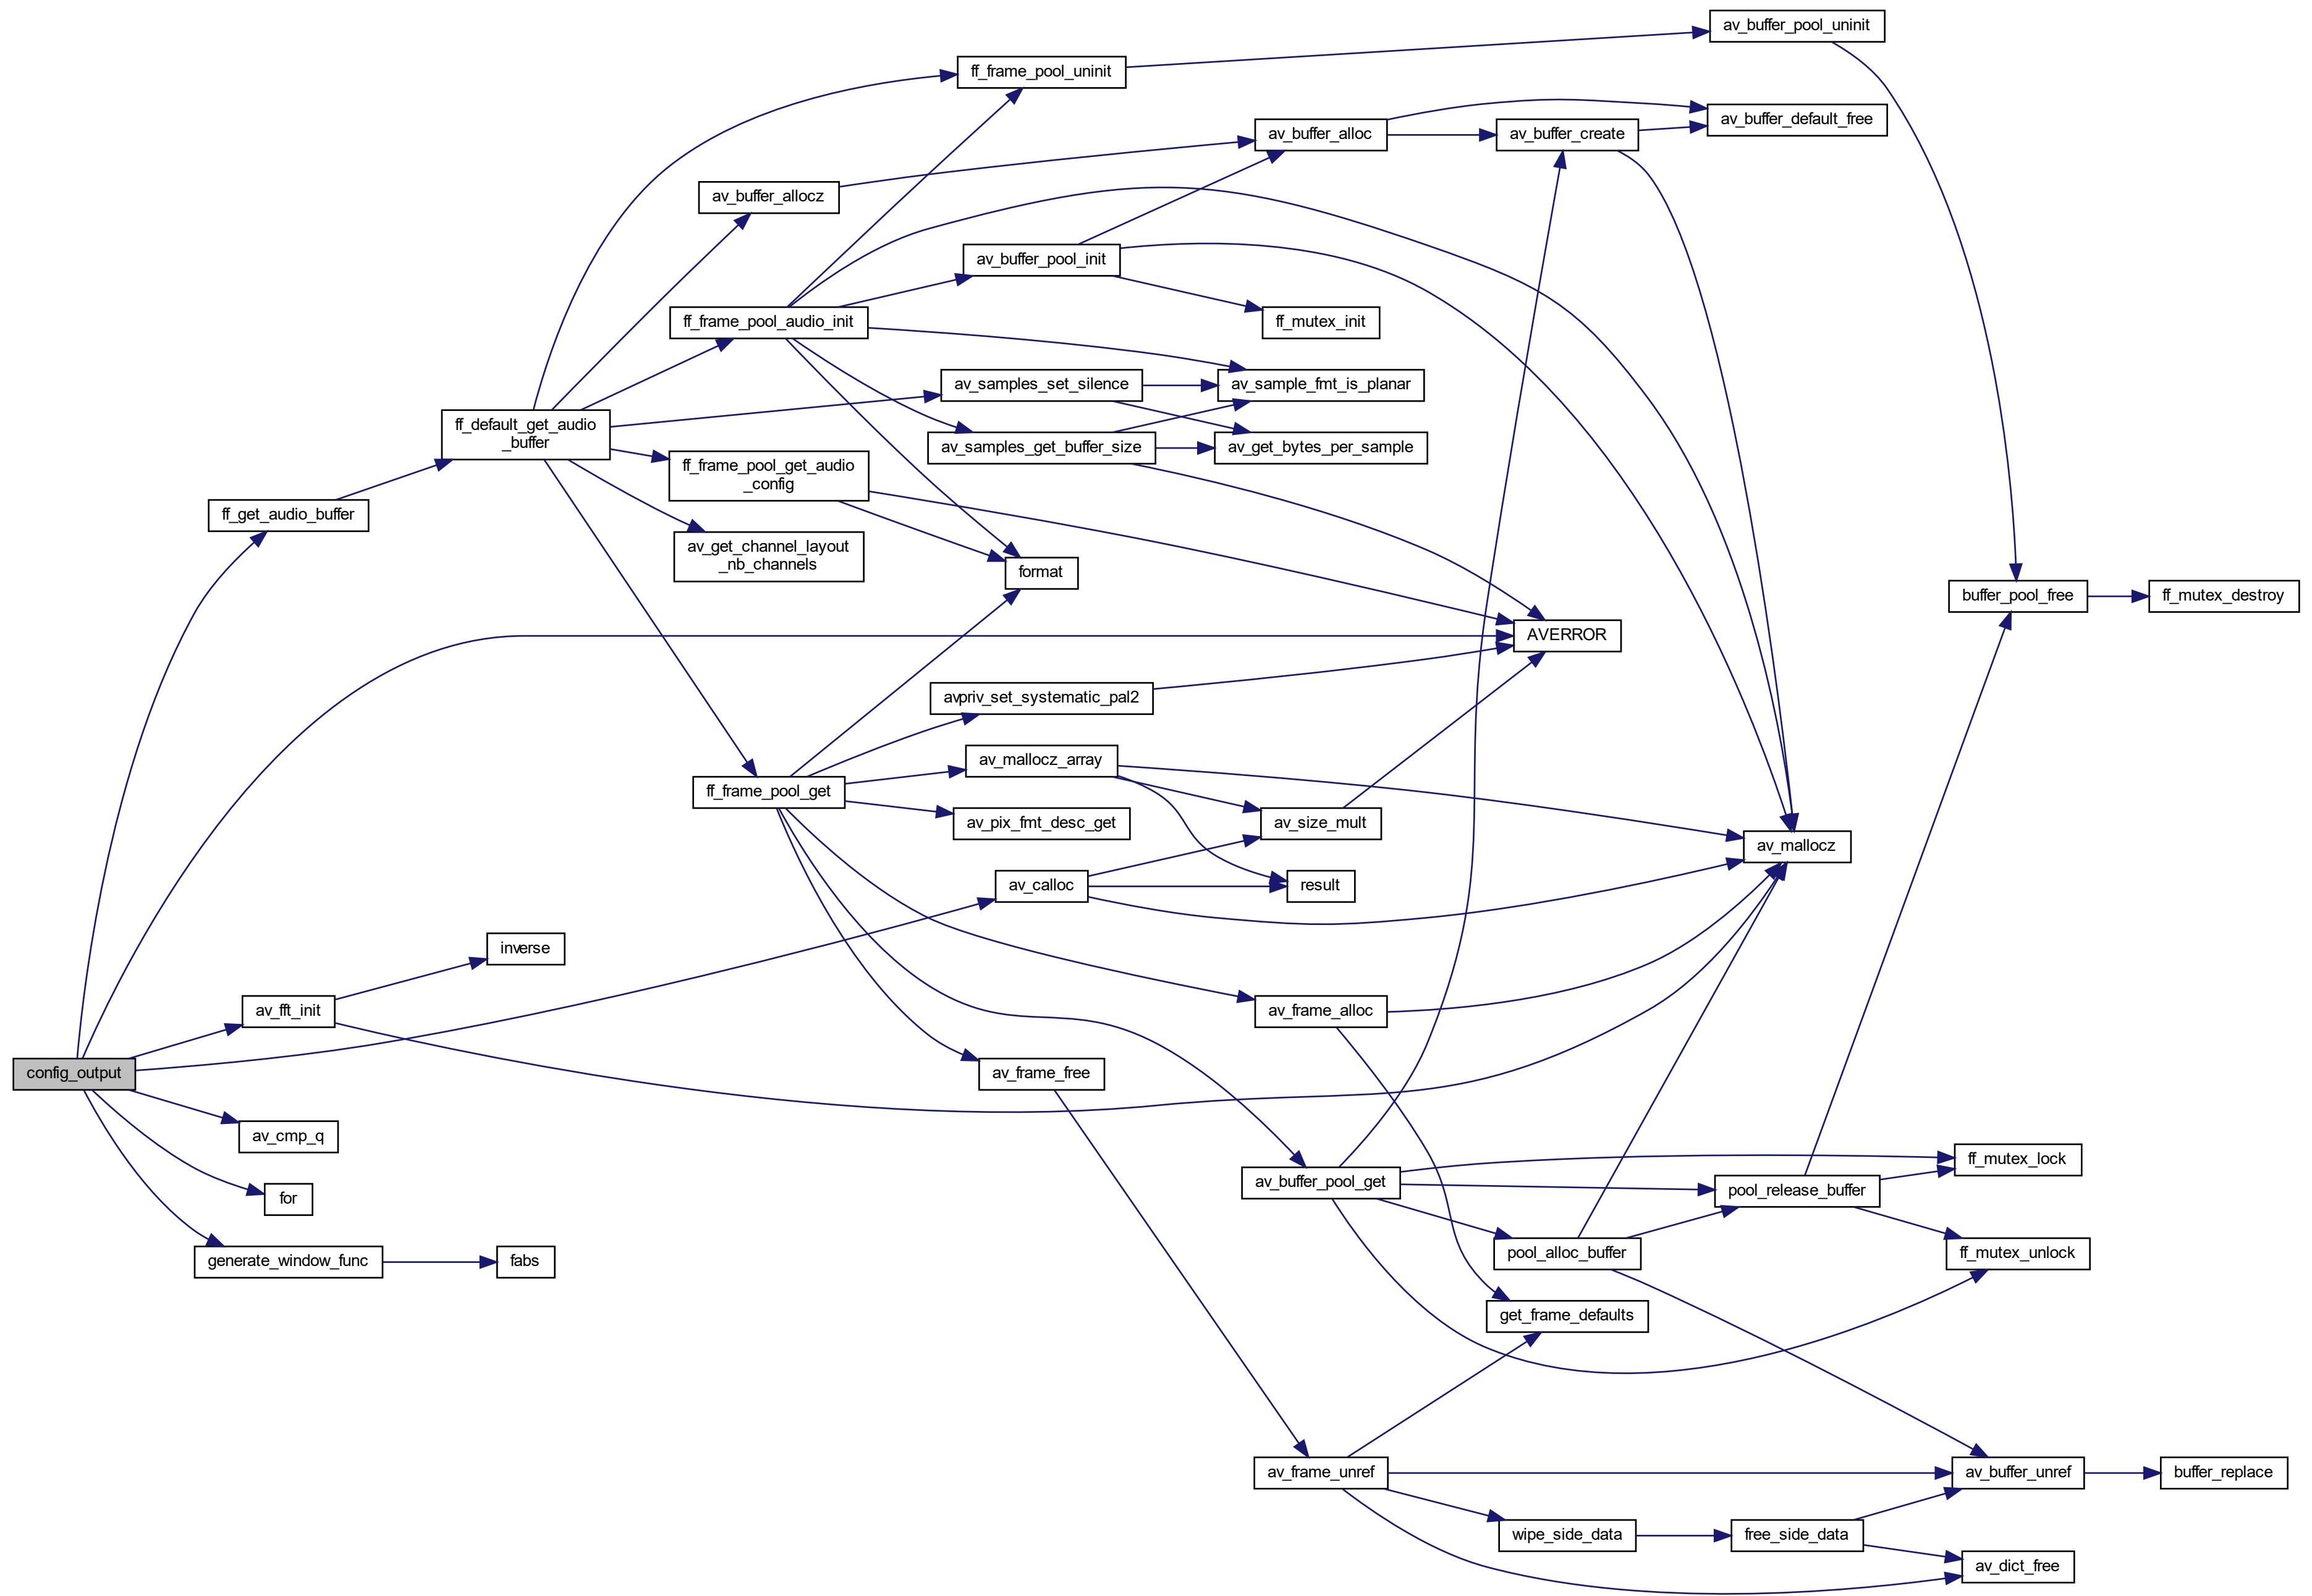 av_buffer_pool_uninit
ff_frame_pool_uninit
av_buffer_default_free
av_buffer_alloc
av_buffer_create
av_buffer_allocz
av_buffer_pool_init
ff_frame_pool_audio_init
ff_mutex_init
av_samples_set_silence
av_sample_fmt_is_planar
ff_default_get_audio
_buffer
av_samples_get_buffer_size
av_get_bytes_per_sample
ff_frame_pool_get_audio
_config
ff_get_audio_buffer
av_get_channel_layout
_nb_channels
format
buffer_pool_free
ff_mutex_destroy
AVERROR
avpriv_set_systematic_pal2
av_mallocz_array
ff_frame_pool_get
av_pix_fmt_desc_get
av_size_mult
av_mallocz
av_calloc
result
inverse
av_fft_init
av_frame_alloc
config_output
av_frame_free
av_cmp_q
ff_mutex_lock
av_buffer_pool_get
pool_release_buffer
for
pool_alloc_buffer
ff_mutex_unlock
generate_window_func
fabs
get_frame_defaults
av_frame_unref
av_buffer_unref
buffer_replace
wipe_side_data
free_side_data
av_dict_free